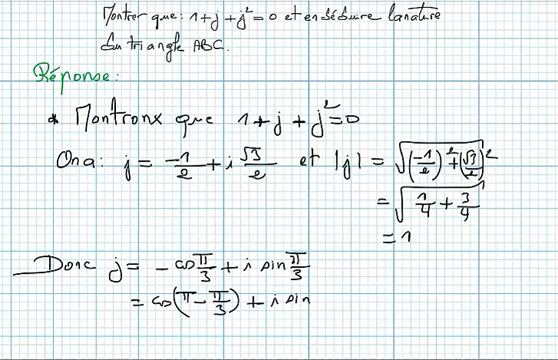 Montrer que : 1+j+j²=0 et en déduire la nature
du triangle ABC.
Réponse :
* Montronx que 1+j+j²=0
On a : j = -1/2 + i √3/2 et |j| = √((-1/2)² + (√3/2)²)
= √(1/4 + 3/4)
= 1
Donc j = -cos π/3 + i sin π/3
= cos(π - π/3) + i sin